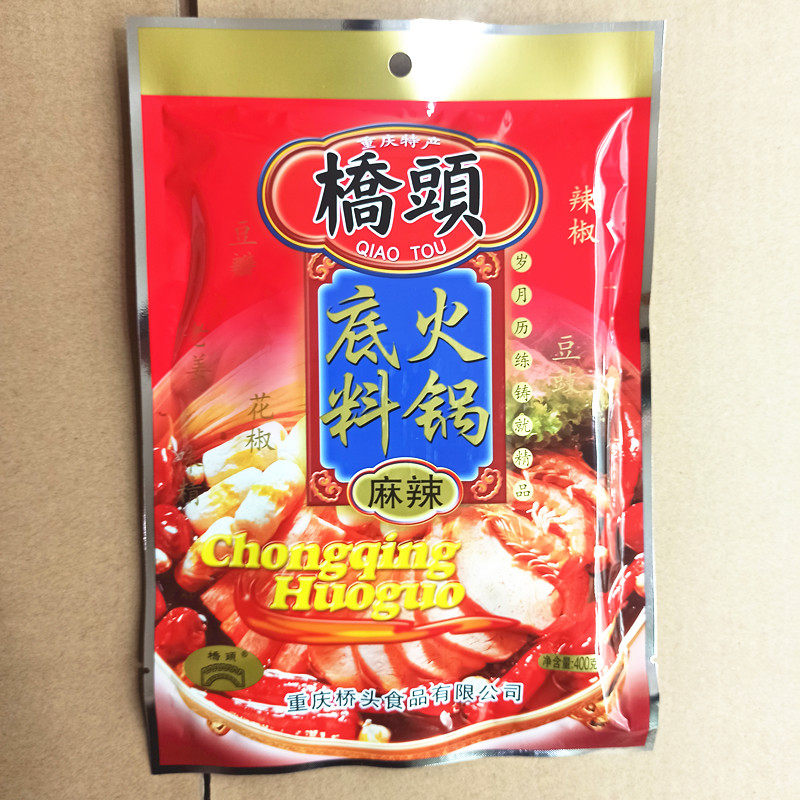 重庆特产
橋頭
QIAO TOU
辣椒
豆瓣
火锅
底料
岁月历练铸就精品
豆豉
花椒
麻辣
Chongqing
Huoguo
橋頭®
净含量:400克
重庆桥头食品有限公司